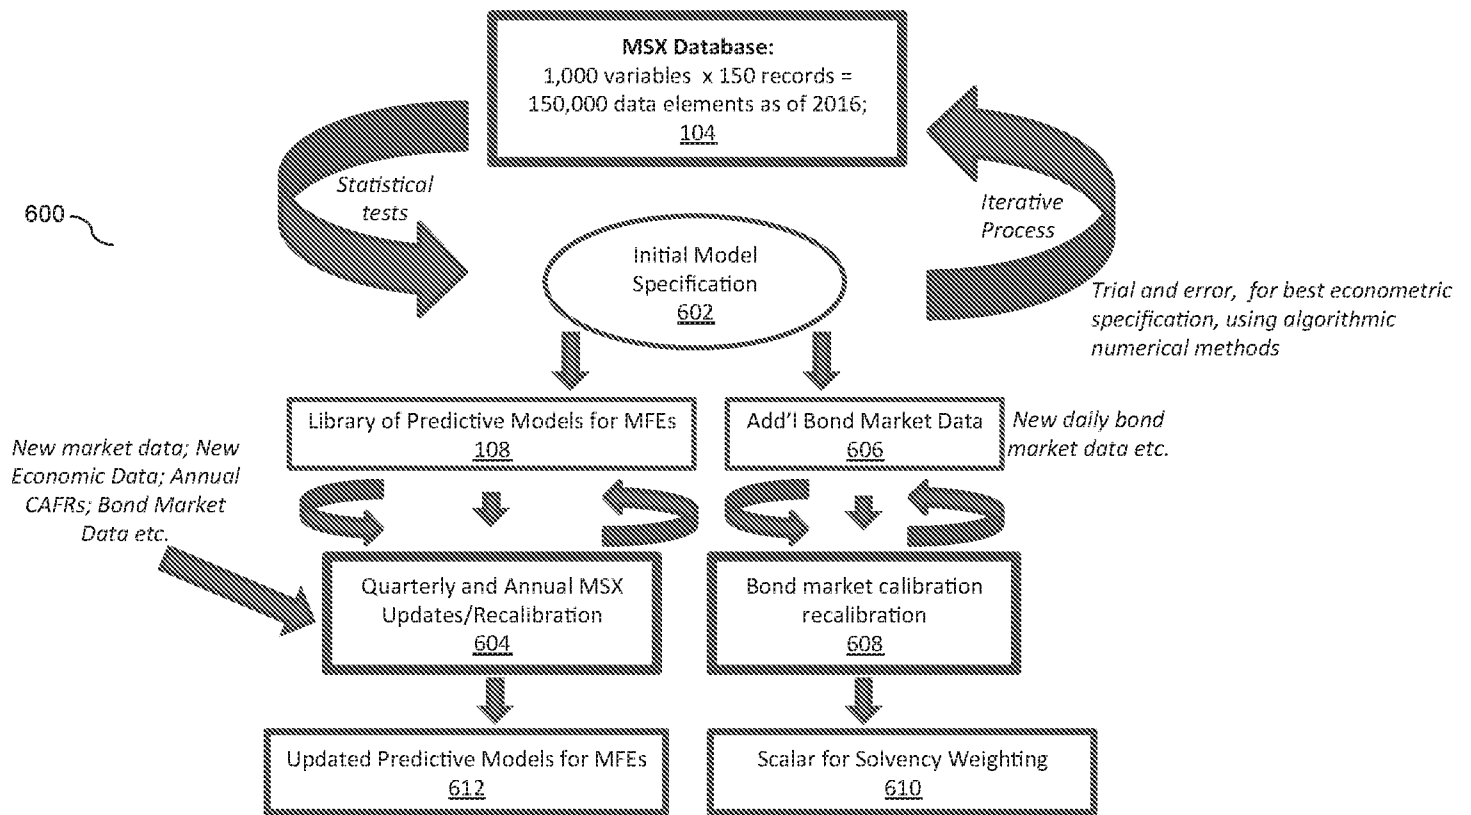 MSX Database:
1,000 variables x 150 records =
150,000 data elements as of 2016;
104
Statistical
tests
Iterative
Process
600
Initial Model
Specification
602
Trial and error, for best econometric
specification, using algorithmic
numerical methods
Library of Predictive Models for MFEs
108
Add'l Bond Market Data
606
New daily bond
market data etc.
New market data; New
Economic Data; Annual
CAFRs; Bond Market
Data etc.
Quarterly and Annual MSX
Updates/Recalibration
604
Bond market calibration
recalibration
608
Updated Predictive Models for MFEs
612
Scalar for Solvency Weighting
610